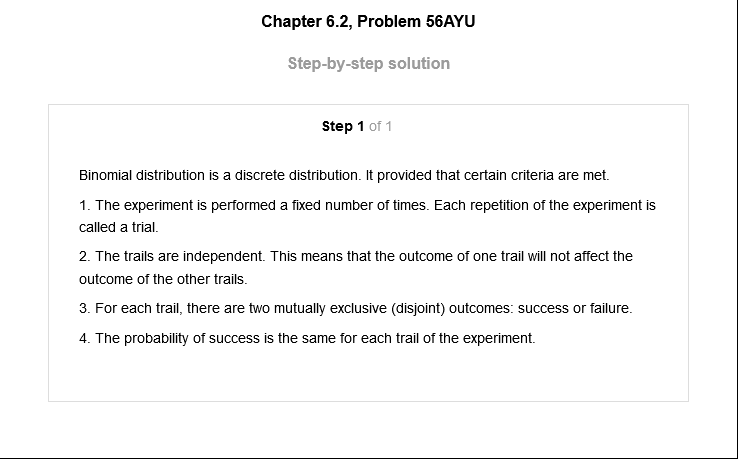 Chapter 6.2, Problem 56AYU
Step-by-step solution
Step 1 of 1
Binomial distribution is a discrete distribution. It provided that certain criteria are met.
1. The experiment is performed a fixed number of times. Each repetition of the experiment is
called a trial.
2. The trails are independent. This means that the outcome of one trail will not affect the
outcome of the other trails.
3. For each trail, there are two mutually exclusive (disjoint) outcomes: success or failure.
4. The probability of success is the same for each trail of the experiment.